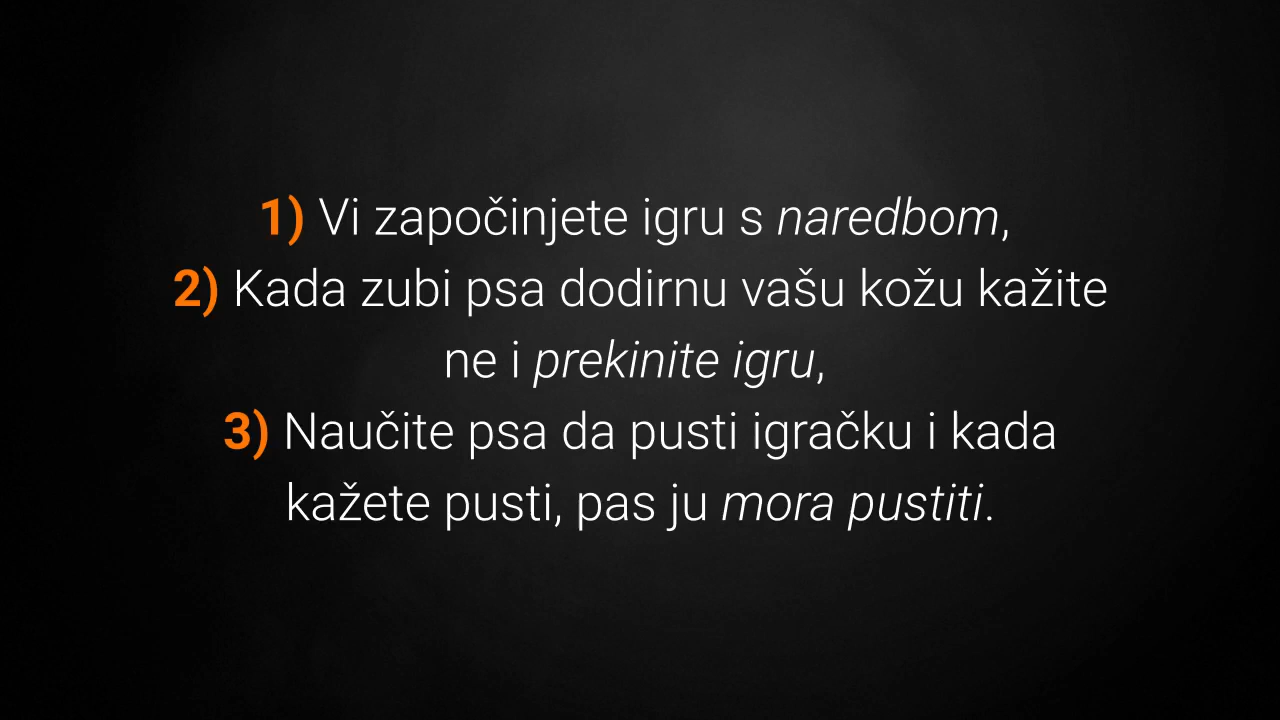 1) Vi započinjete igru s naredbom,
2) Kada zubi psa dodirnu vašu kožu kažite
ne i prekinite igru,
3) Naučite psa da pusti igračku i kada
kažete pusti, pas ju mora pustiti.